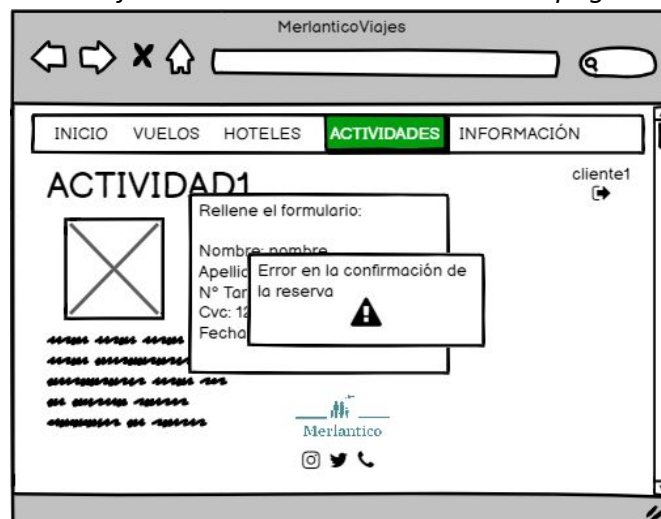 MerlanticoViajes
INICIO VUELOS HOTELES ACTIVIDADES INFORMACIÓN
cliente1
ACTIVIDAD1
Rellene el formulario:
Nombre: nombre
Apellid
Nº Tar
Cvc: 12
Fecha
Error en la confirmación de
la reserva
Merlantico